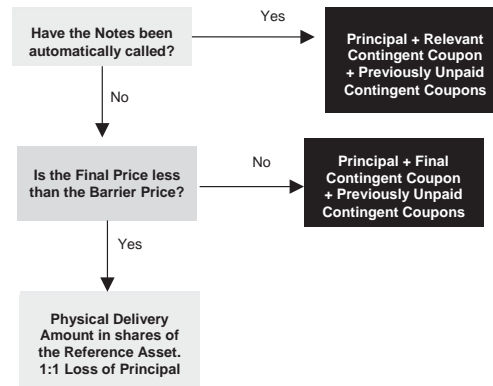 Have the Notes been
automatically called?
Yes
Principal + Relevant
Contingent Coupon
+ Previously Unpaid
Contingent Coupons
No
Is the Final Price less
than the Barrier Price?
No
Principal + Final
Contingent Coupon
+ Previously Unpaid
Contingent Coupons
Yes
Physical Delivery
Amount in shares of
the Reference Asset.
1:1 Loss of Principal